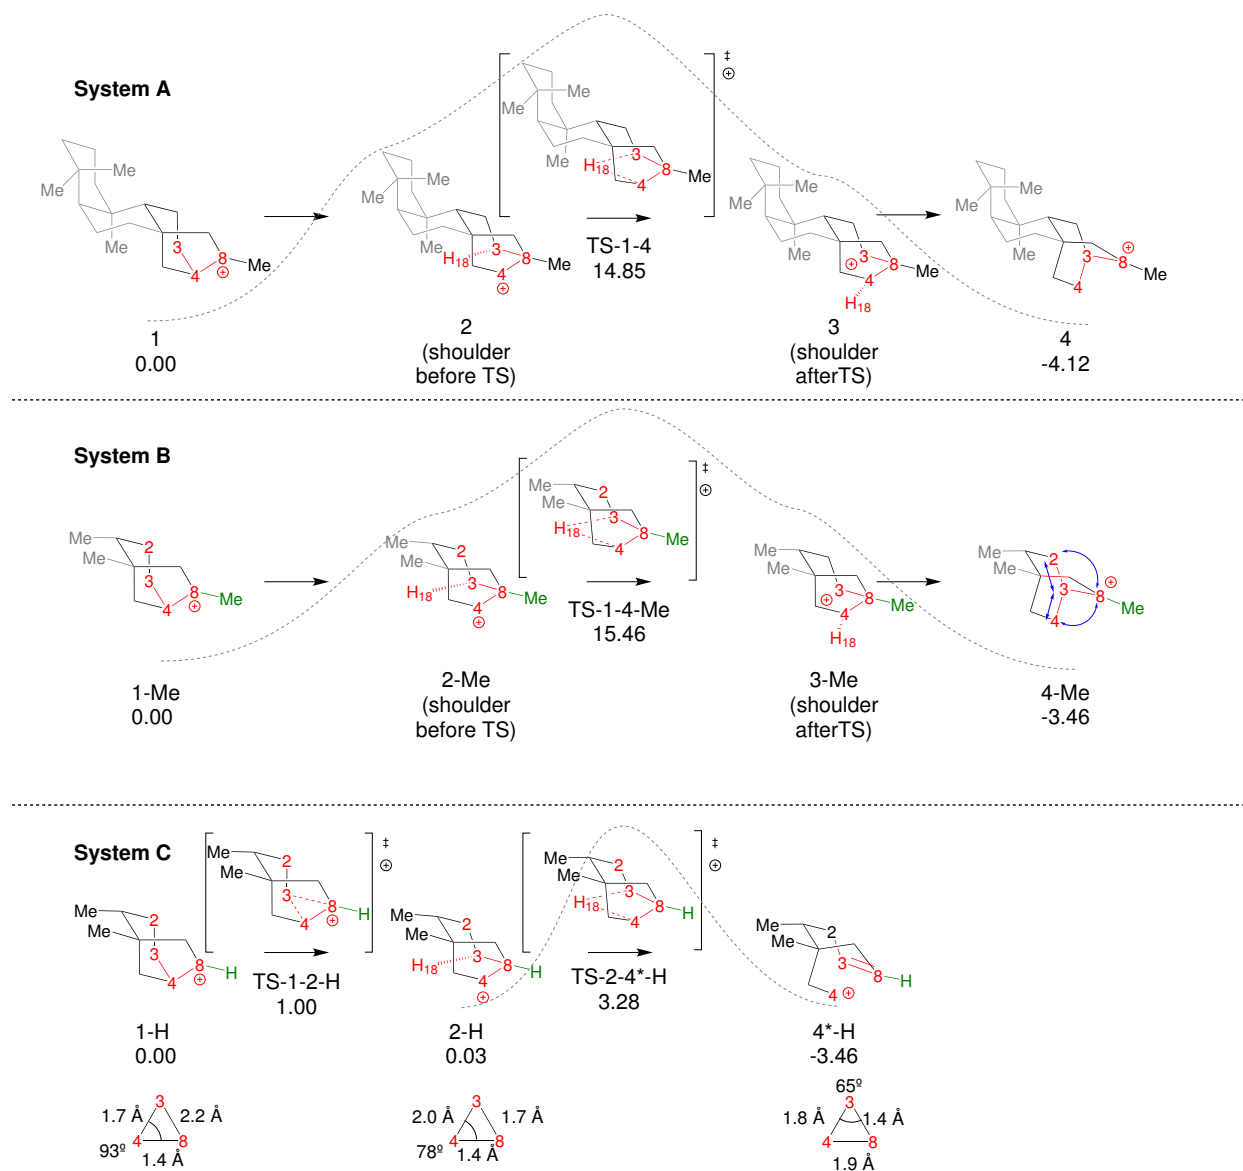 System A
Me
Me
Me
3
4
8
⊕
Me
1
0.00
Me
Me
Me
H18
3
4
8
⊕
Me
2
(shoulder
before TS)
Me
Me
Me
H18
3
4
8
Me
‡
⊕
TS-1-4
14.85
Me
Me
Me
3
⊕
8
4
Me
H18
3
(shoulder
afterTS)
Me
Me
Me
3
4
8
⊕
Me
4
-4.12
System B
Me
Me
2
3
4
8
⊕
Me
1-Me
0.00
Me
Me
2
H18
3
8
4
⊕
Me
2-Me
(shoulder
before TS)
Me
Me
2
3
H18
8
4
Me
‡
⊕
TS-1-4-Me
15.46
Me
Me
3
⊕
8
4
Me
H18
3-Me
(shoulder
afterTS)
Me
Me
2
3
8
4
⊕
Me
4-Me
-3.46
System C
Me
Me
2
3
4
8
⊕
H
1-H
0.00
Me
Me
2
3
8
4
⊕
H
‡
⊕
TS-1-2-H
1.00
Me
Me
2
H18
3
8
4
⊕
H
2-H
0.03
Me
Me
2
3
H18
8
4
H
‡
⊕
TS-2-4*-H
3.28
Me
Me
2
3
8
4
⊕
H
4*-H
-3.46
3
1.7 Å
2.2 Å
4
8
93º
1.4 Å
3
2.0 Å
1.7 Å
4
8
78º
1.4 Å
65º
3
1.8 Å
1.4 Å
4
8
1.9 Å